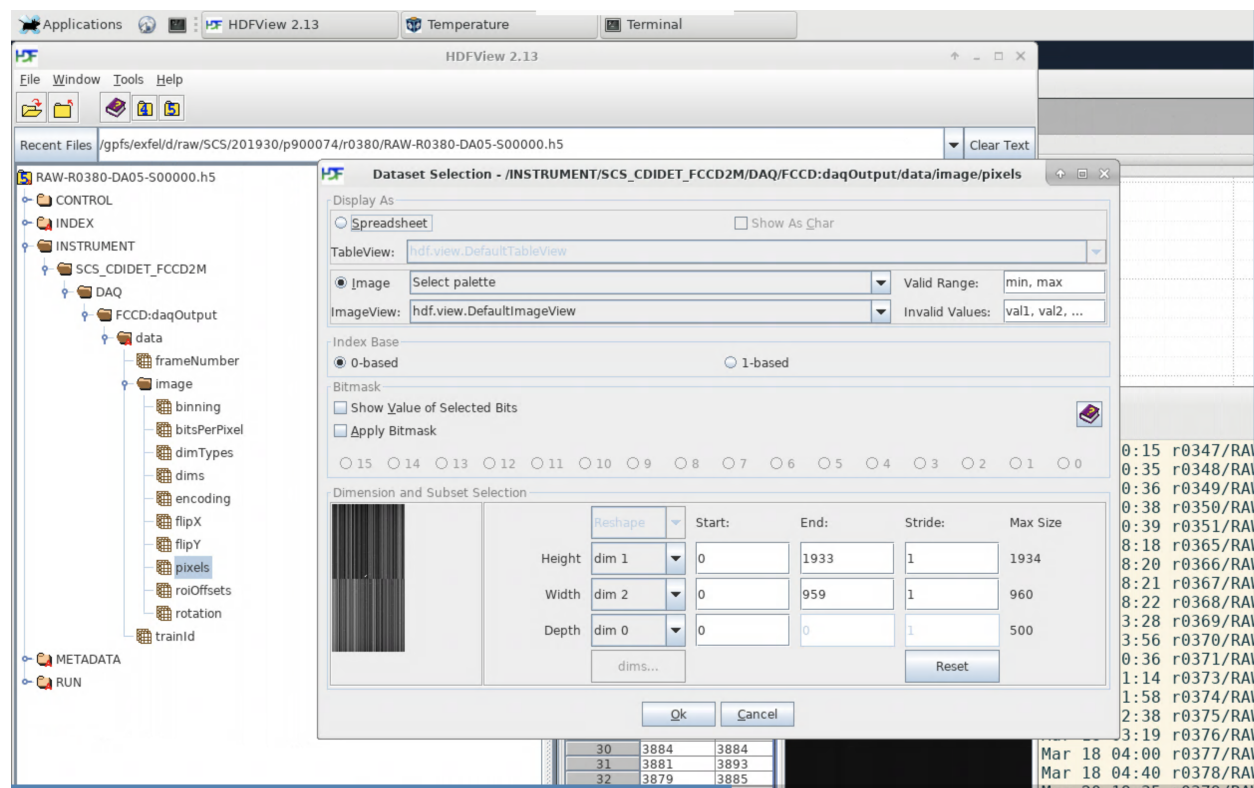 Applications HDFView 2.13 Temperature Terminal
HDF HDFView 2.13
File Window Tools Help
4 5
Recent Files /gpfs/exfel/d/raw/SCS/201930/p900074/r0380/RAW-R0380-DA05-S00000.h5 Clear Text
RAW-R0380-DA05-S00000.h5
CONTROL
INDEX
INSTRUMENT
SCS_CDIDET_FCCD2M
DAQ
FCCD:daqOutput
data
frameNumber
image
binning
bitsPerPixel
dimTypes
dims
encoding
flipX
flipY
pixels
roiOffsets
rotation
trainId
METADATA
RUN
HDF Dataset Selection - /INSTRUMENT/SCS_CDIDET_FCCD2M/DAQ/FCCD:daqOutput/data/image/pixels
Display As
Spreadsheet Show As Char
TableView: hdf.view.DefaultTableView
Image Select palette Valid Range: min, max
ImageView: hdf.view.DefaultImageView Invalid Values: val1, val2, ...
Index Base
0-based 1-based
Bitmask
Show Value of Selected Bits
Apply Bitmask
15 14 13 12 11 10 9 8 7 6 5 4 3 2 1 0
Dimension and Subset Selection
Reshape Start: End: Stride: Max Size
Height dim 1 0 1933 1 1934
Width dim 2 0 959 1 960
Depth dim 0 0 0 1 500
dims... Reset
Ok Cancel
30 3884 3884
31 3881 3893
32 3879 3885
0:15 r0347/RAW
0:35 r0348/RAW
0:36 r0349/RAW
0:38 r0350/RAW
0:39 r0351/RAW
8:18 r0365/RAW
8:20 r0366/RAW
8:21 r0367/RAW
8:22 r0368/RAW
3:28 r0369/RAW
3:56 r0370/RAW
0:36 r0371/RAW
1:14 r0373/RAW
1:58 r0374/RAW
2:38 r0375/RAW
03:19 r0376/RAW
Mar 18 04:00 r0377/RAW
Mar 18 04:40 r0378/RAW